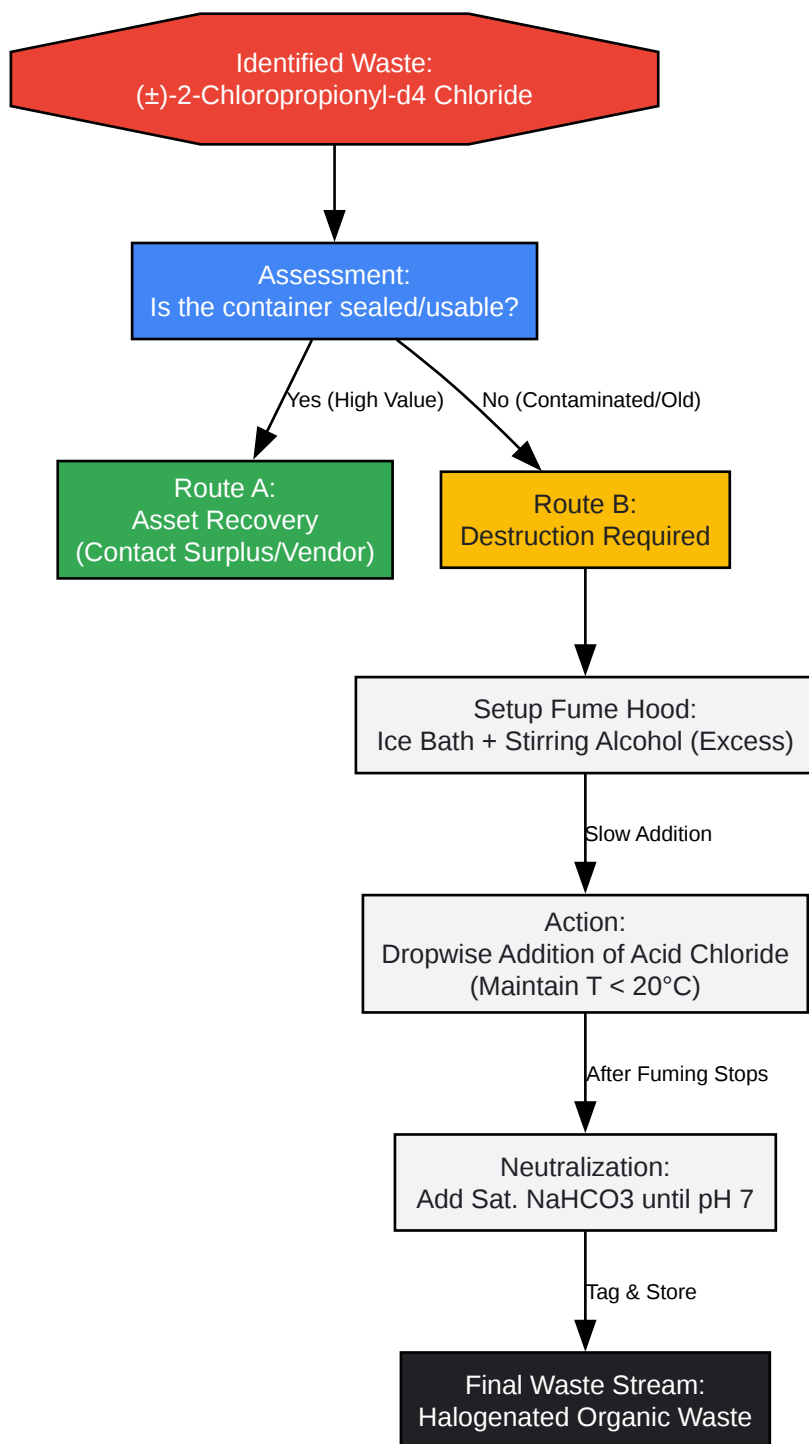 Identified Waste:
(±)-2-Chloropropionyl-d4 Chloride
Assessment:
Is the container sealed/usable?
Yes (High Value)
No (Contaminated/Old)
Route A:
Asset Recovery
(Contact Surplus/Vendor)
Route B:
Destruction Required
Setup Fume Hood:
Ice Bath + Stirring Alcohol (Excess)
Slow Addition
Action:
Dropwise Addition of Acid Chloride
(Maintain T < 20°C)
After Fuming Stops
Neutralization:
Add Sat. NaHCO3 until pH 7
Tag & Store
Final Waste Stream:
Halogenated Organic Waste